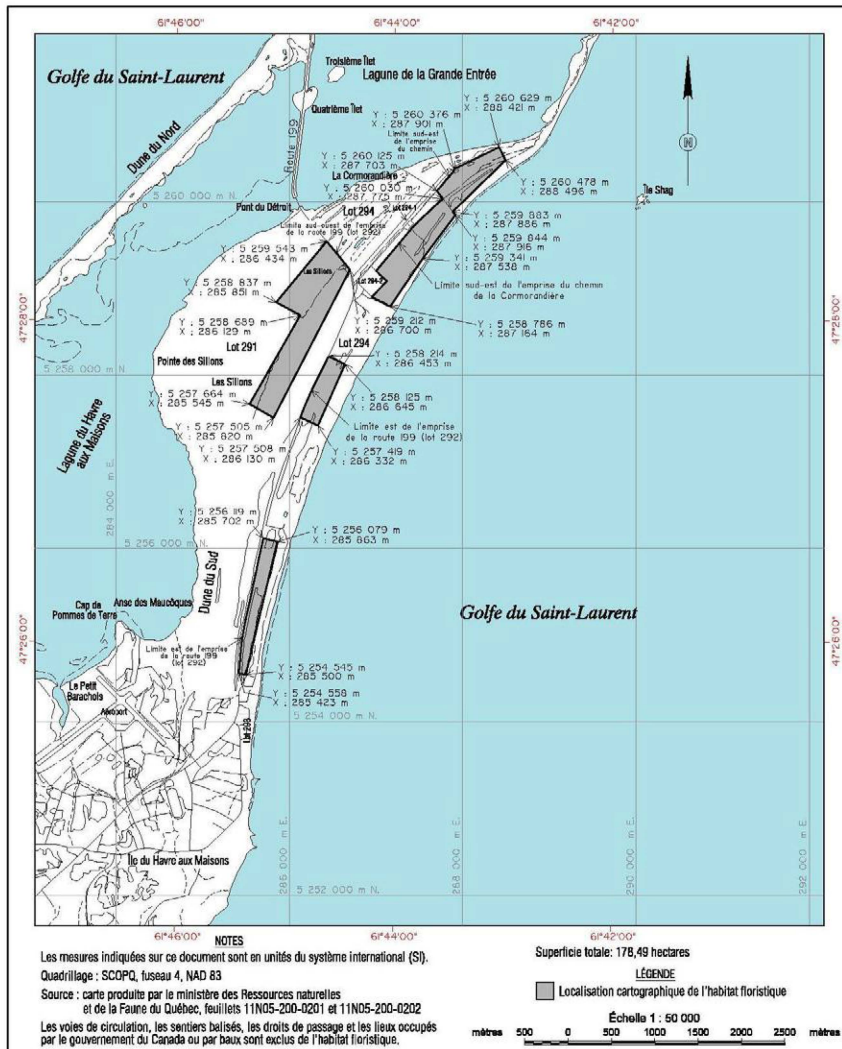 61°46'00"
61°44'00"
61°42'00"
Golfe du Saint-Laurent
Troisième Îlet
Lagune de la Grande Entrée
Quatrième Îlet
Dune du Nord
Route 199
Y : 5 260 629 m
X : 288 421 m
Y : 5 260 376 m
X : 287 901 m
Limite sud-est
de l'emprise
du chemin
N
Y : 5 260 125 m
X : 287 703 m
La Cormorandière
Y : 5 260 030 m
X : 287 775 m
5 260 000 m N.
Y : 5 260 478 m
X : 288 496 m
Île Shag
Pont du Détroit
Lot 294
Lot 294-1
Limite sud-ouest de l'emprise
de la route 199 (lot 292)
Y : 5 259 883 m
X : 287 886 m
Y : 5 259 844 m
X : 287 916 m
Y : 5 259 543 m
X : 286 434 m
Les Sillons
Y : 5 259 341 m
X : 287 538 m
Y : 5 258 837 m
X : 285 851 m
Lot 294-2
Limite sud-est de l'emprise du chemin
de la Cormorandière
47°28'00"
47°28'00"
Y : 5 258 689 m
X : 286 129 m
Y : 5 259 212 m
X : 286 700 m
Y : 5 258 786 m
X : 287 164 m
Lot 291
Lot 294
Pointe des Sillons
Y : 5 258 214 m
X : 286 453 m
5 258 000 m N.
Les Sillons
Y : 5 258 125 m
X : 286 645 m
Y : 5 257 664 m
X : 285 545 m
Limite est de l'emprise
de la route 199 (lot 292)
Lagune du Havre
aux Maisons
Y : 5 257 505 m
X : 285 820 m
Y : 5 257 508 m
X : 286 130 m
Y : 5 257 419 m
X : 286 332 m
284 000 m E.
Y : 5 256 119 m
X : 285 702 m
Y : 5 256 079 m
X : 285 863 m
5 256 000 m N.
Dune du Sud
Cap de
Pommes de Terre
Anse des Maucôques
Golfe du Saint-Laurent
47°26'00"
47°26'00"
Limite est de l'emprise
de la route 199
(lot 292)
Y : 5 254 545 m
X : 285 500 m
Le Petit
Barachois
Y : 5 254 558 m
X : 285 423 m
Aéroport
5 254 000 m N.
Lot 293
Île du Havre aux Maisons
286 000 m E.
288 000 m E.
290 000 m E.
292 000 m E.
5 252 000 m N.
61°46'00"
61°44'00"
61°42'00"
NOTES
Les mesures indiquées sur ce document sont en unités du système international (SI).
Quadrillage : SCOPQ, fuseau 4, NAD 83
Source : carte produite par le ministère des Ressources naturelles
et de la Faune du Québec, feuillets 11N05-200-0201 et 11N05-200-0202
Les voies de circulation, les sentiers balisés, les droits de passage et les lieux occupés
par le gouvernement du Canada ou par baux sont exclus de l'habitat floristique.
Superficie totale: 178,49 hectares
LÉGENDE
Localisation cartographique de l'habitat floristique
Échelle 1 : 50 000
mètres 500 0 500 1000 1500 2000 2500 mètres